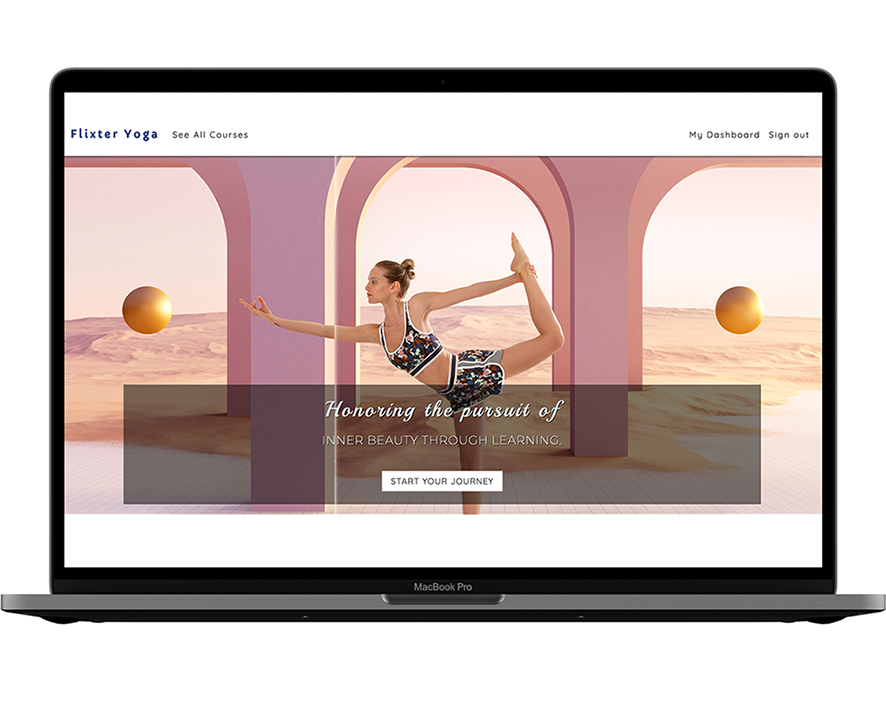 Flixter Yoga See All Courses My Dashboard Sign out
Honoring the pursuit of
INNER BEAUTY THROUGH LEARNING.
START YOUR JOURNEY
MacBook Pro